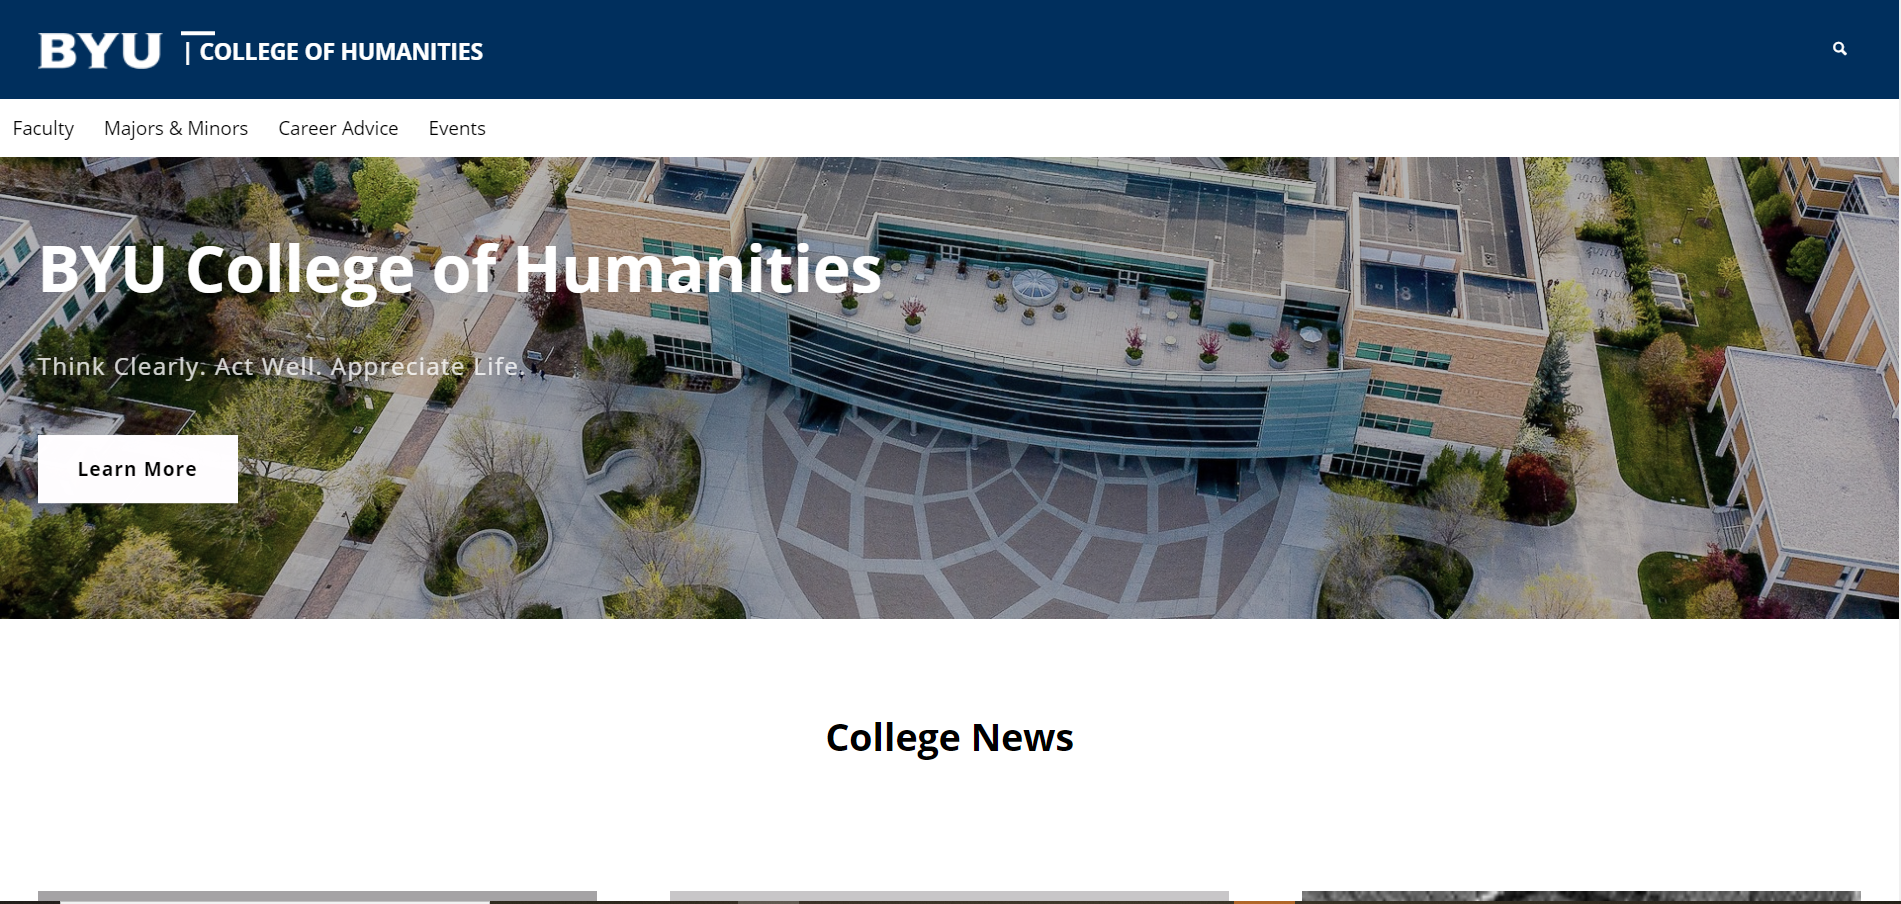 BYU | COLLEGE OF HUMANITIES
Faculty Majors & Minors Career Advice Events
BYU College of Humanities
Think Clearly. Act Well. Appreciate Life.
Learn More
College News